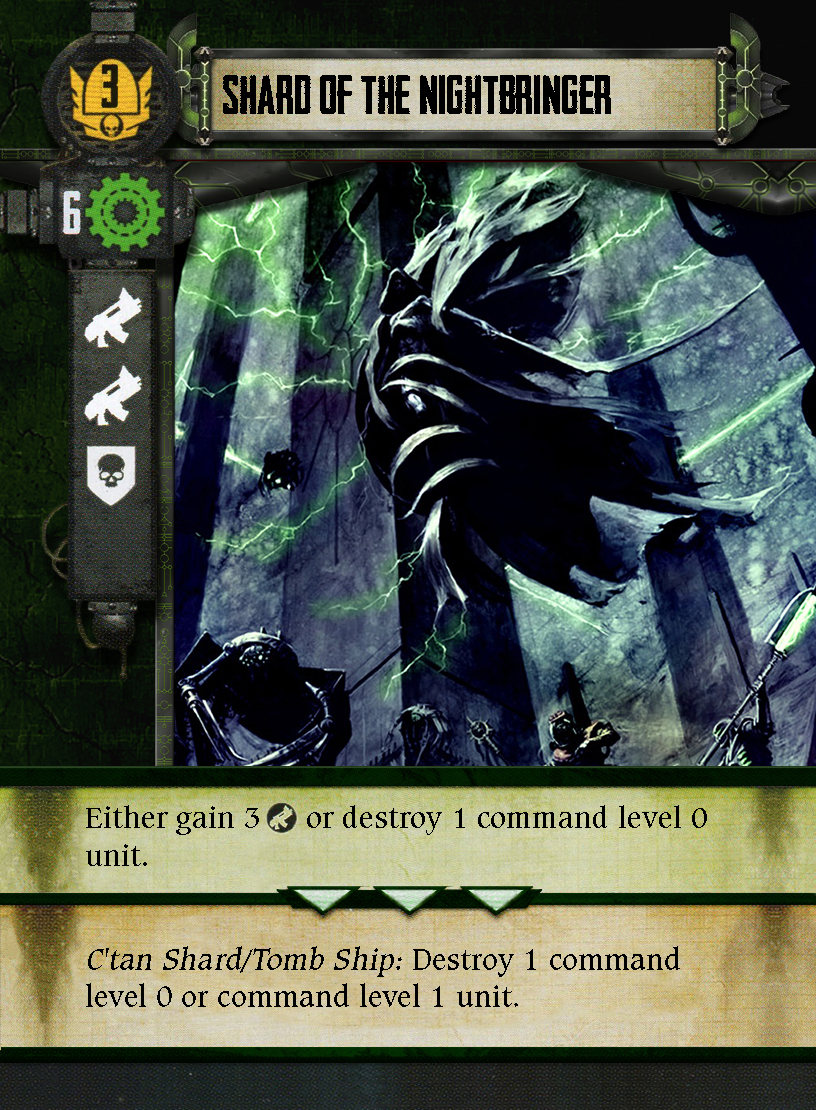 3
SHARD OF THE NIGHTBRINGER
6
Either gain 3 or destroy 1 command level 0
unit.
C'tan Shard/Tomb Ship: Destroy 1 command
level 0 or command level 1 unit.